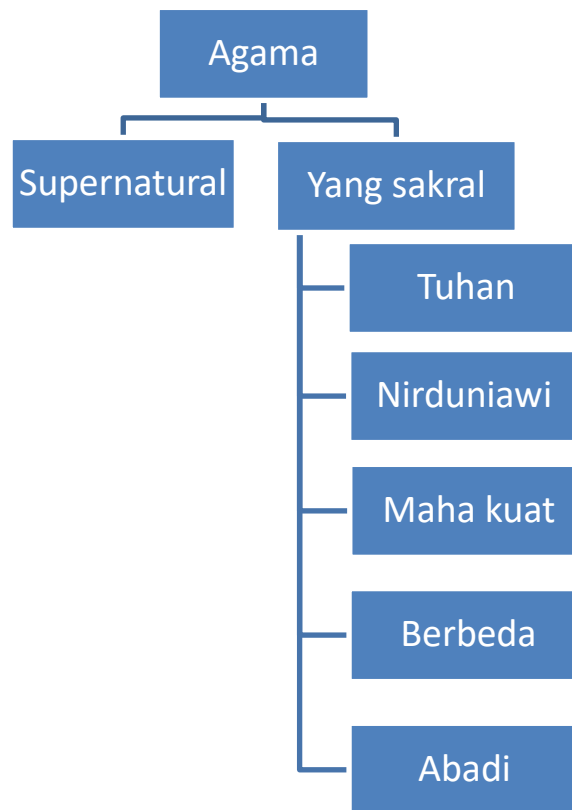 Agama
Supernatural
Yang sakral
Tuhan
Nirduniawi
Maha kuat
Berbeda
Abadi